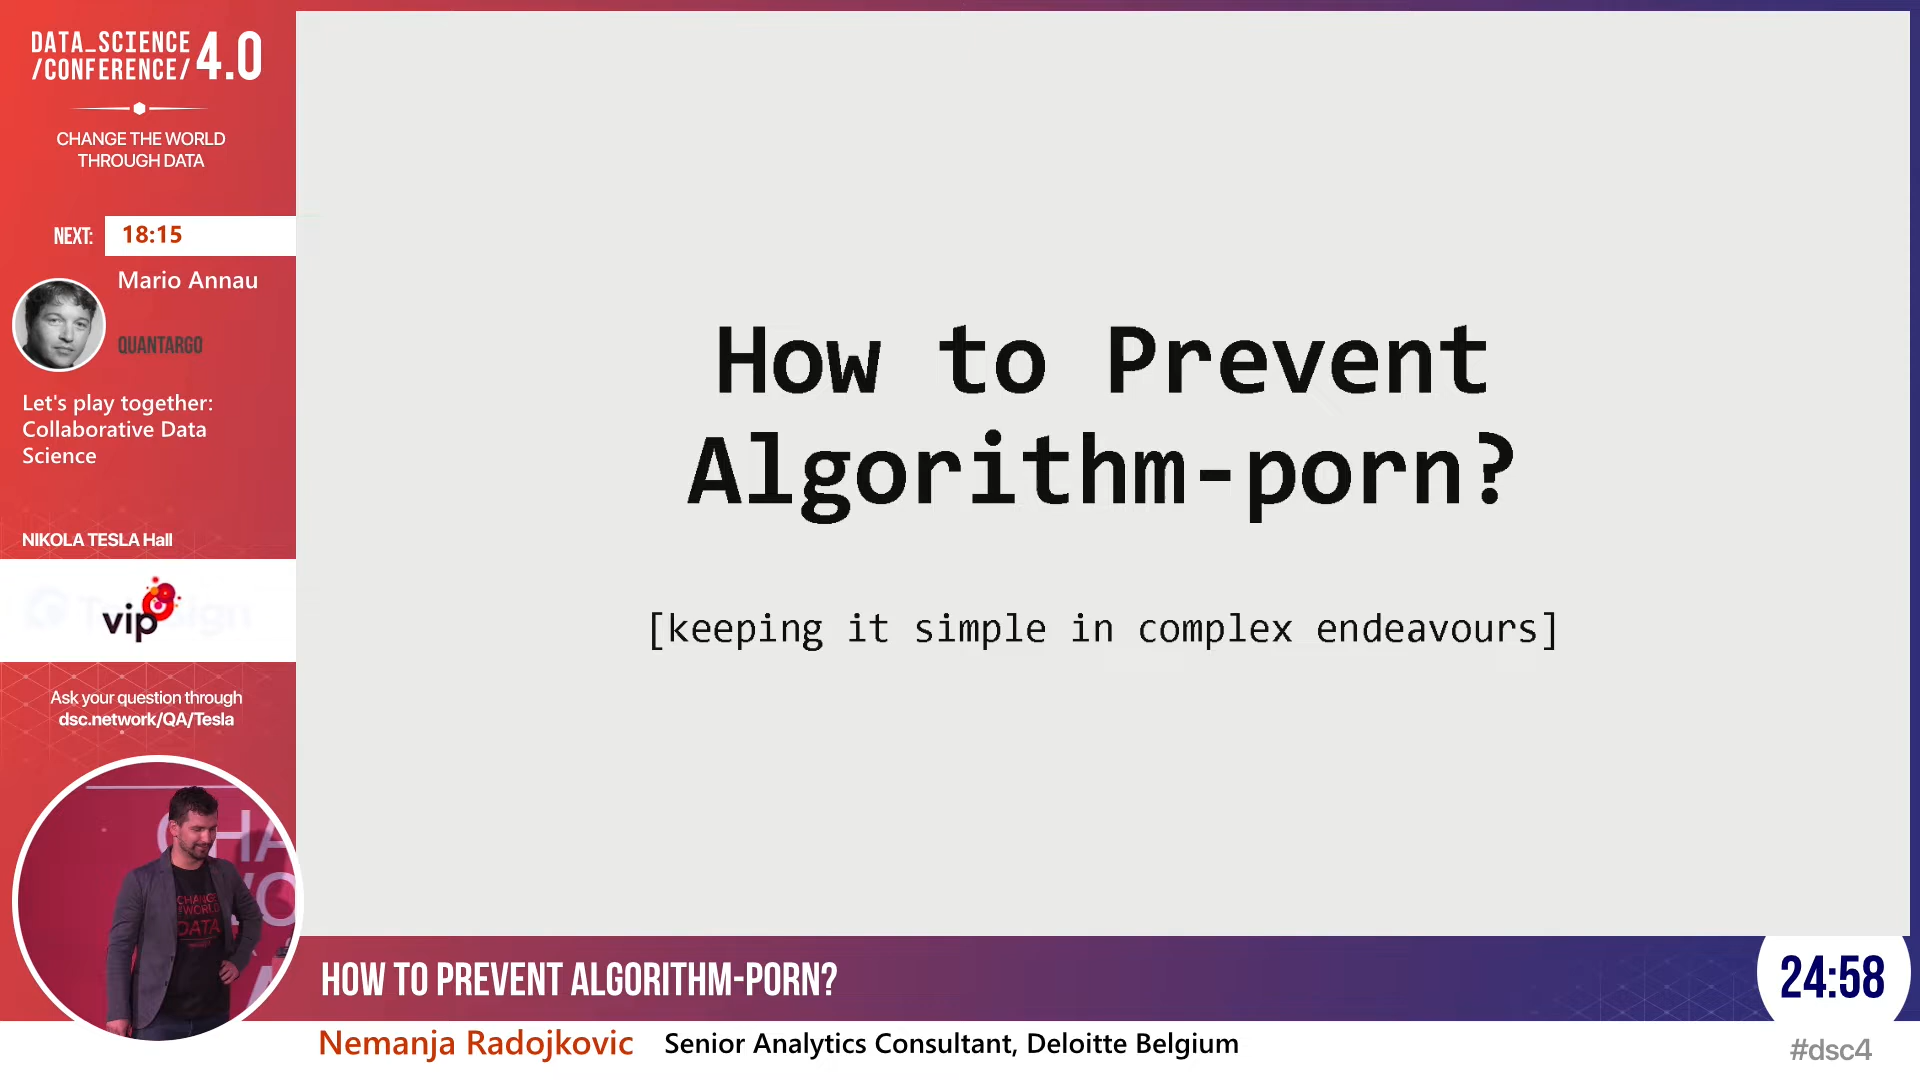 DATA_SCIENCE
/CONFERENCE/ 4.0
CHANGE THE WORLD
THROUGH DATA
NEXT: 18:15
Mario Annau
QUANTARGO
Let's play together:
Collaborative Data
Science
NIKOLA TESLA Hall
vip
Ask your question through
dsc.network/QA/Tesla
CHANGE
WORLD
DATA
How to Prevent
Algorithm-porn?
[keeping it simple in complex endeavours]
HOW TO PREVENT ALGORITHM-PORN?
24:58
Nemanja Radojkovic Senior Analytics Consultant, Deloitte Belgium
#dsc4